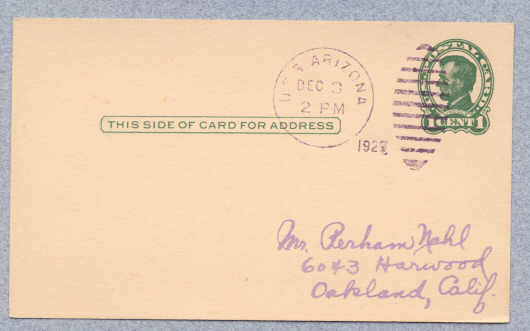 U.S.S. ARIZONA
DEC 3
2 PM
1927
POSTAL CARD
1 CENT 1
THIS SIDE OF CARD FOR ADDRESS
Mr. Perham Nahl
6043 Harwood
Oakland, Calif.